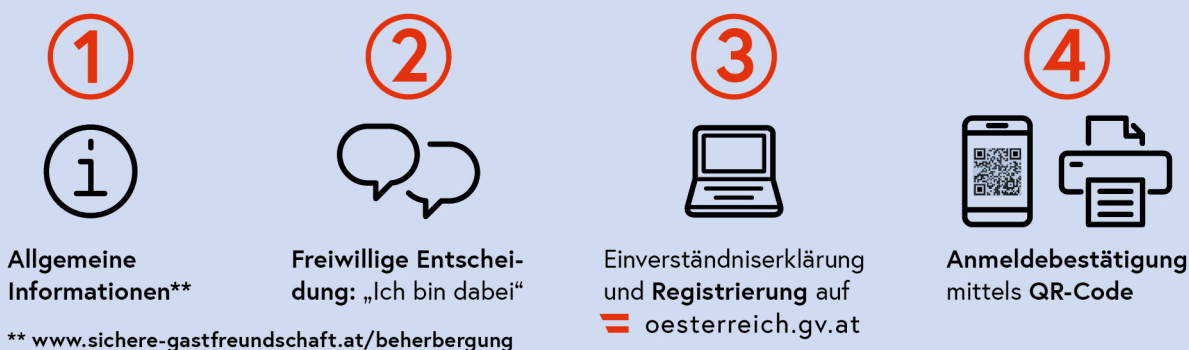 1
2
3
4
Allgemeine
Informationen**
Freiwillige Entschei-
dung: „Ich bin dabei“
Einverständniserklärung
und Registrierung auf
oesterreich.gv.at
Anmeldebestätigung
mittels QR-Code
** www.sichere-gastfreundschaft.at/beherbergung